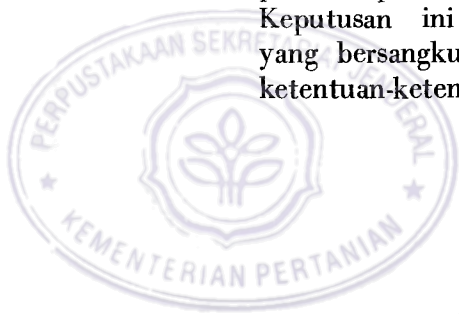 Keputusan ini
yang bersangku
ketentuan-keten
PERPUSTAKAAN SEKRETARIAT JENDERAL
KEMENTERIAN PERTANIAN